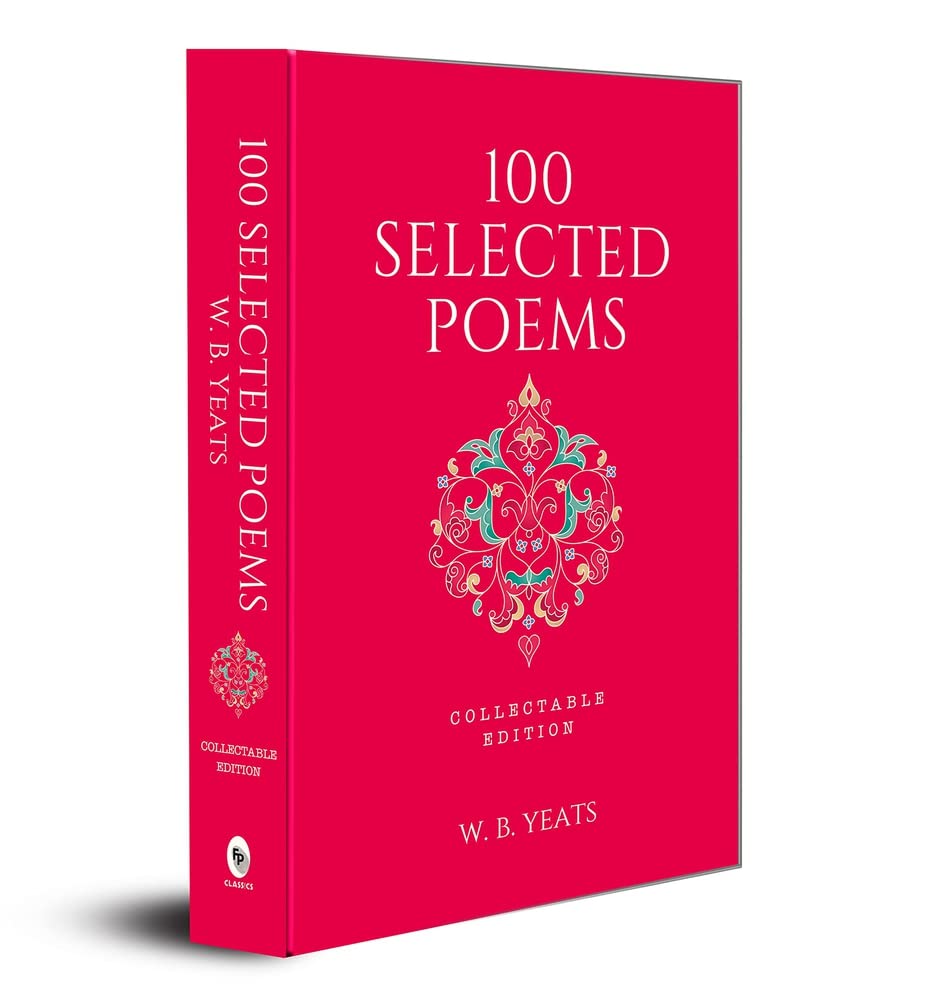 100 SELECTED POEMS
W. B. YEATS
COLLECTABLE
EDITION
FP
CLASSICS
100
SELECTED
POEMS
COLLECTABLE
EDITION
W. B. YEATS